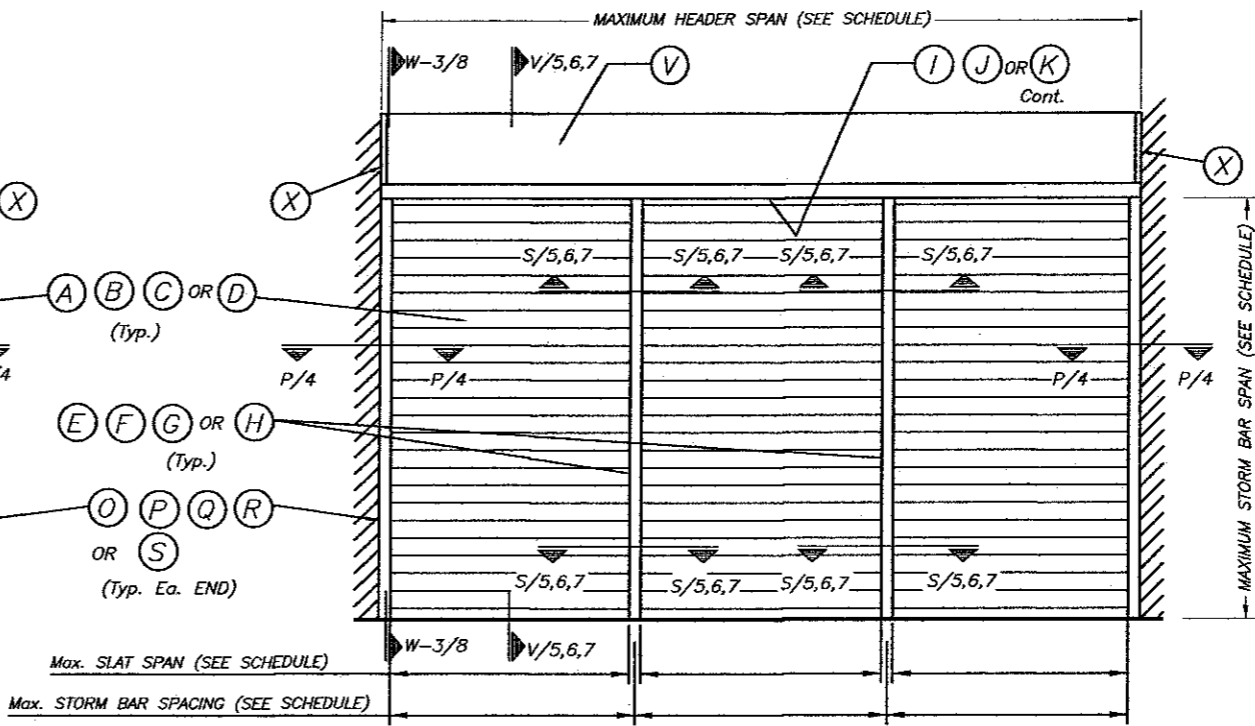 MAXIMUM HEADER SPAN (SEE SCHEDULE)
W-3/8
V/5,6,7
V
I J OR K
Cont.
X
X
X
A B C OR D
(Typ.)
S/5,6,7
S/5,6,7
S/5,6,7
S/5,6,7
P/4
P/4
P/4
P/4
E F G OR H
(Typ.)
O P Q R
OR S
(Typ. Ea. END)
S/5,6,7
S/5,6,7
S/5,6,7
S/5,6,7
W-3/8
V/5,6,7
Max. SLAT SPAN (SEE SCHEDULE)
Max. STORM BAR SPACING (SEE SCHEDULE)
MAXIMUM STORM BAR SPAN (SEE SCHEDULE)